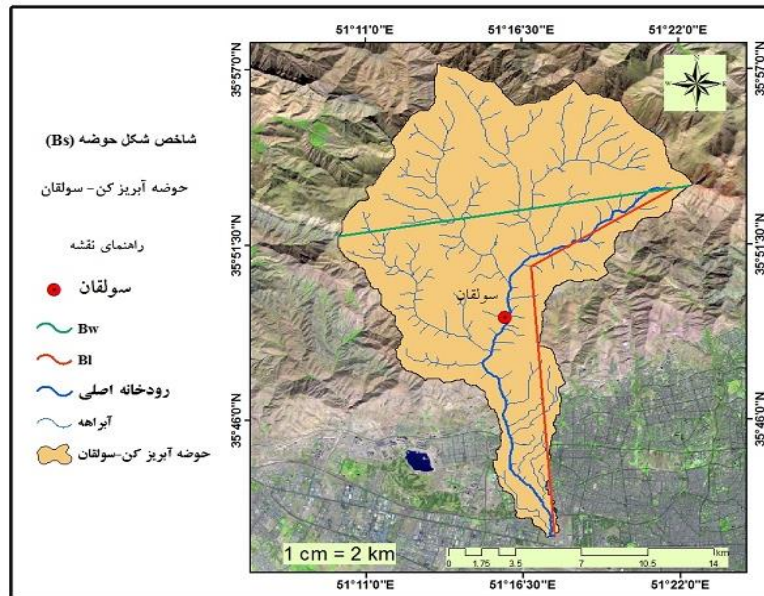 51°11'0"E 51°16'30"E 51°22'0"E
35°57'0"N 35°57'0"N
شاخص شکل حوضه (Bs)
حوضه آبریز کن- سولقان
راهنمای نقشه
سولقان
Bw
Bl
رودخانه اصلی
آبراهه
حوضه آبریز کن-سولقان
N
W E
S
35°51'30"N 35°51'30"N
سولقان
35°46'0"N 35°46'0"N
1 cm = 2 km
km
0 1.75 3.5 7 10.5 14
51°11'0"E 51°16'30"E 51°22'0"E